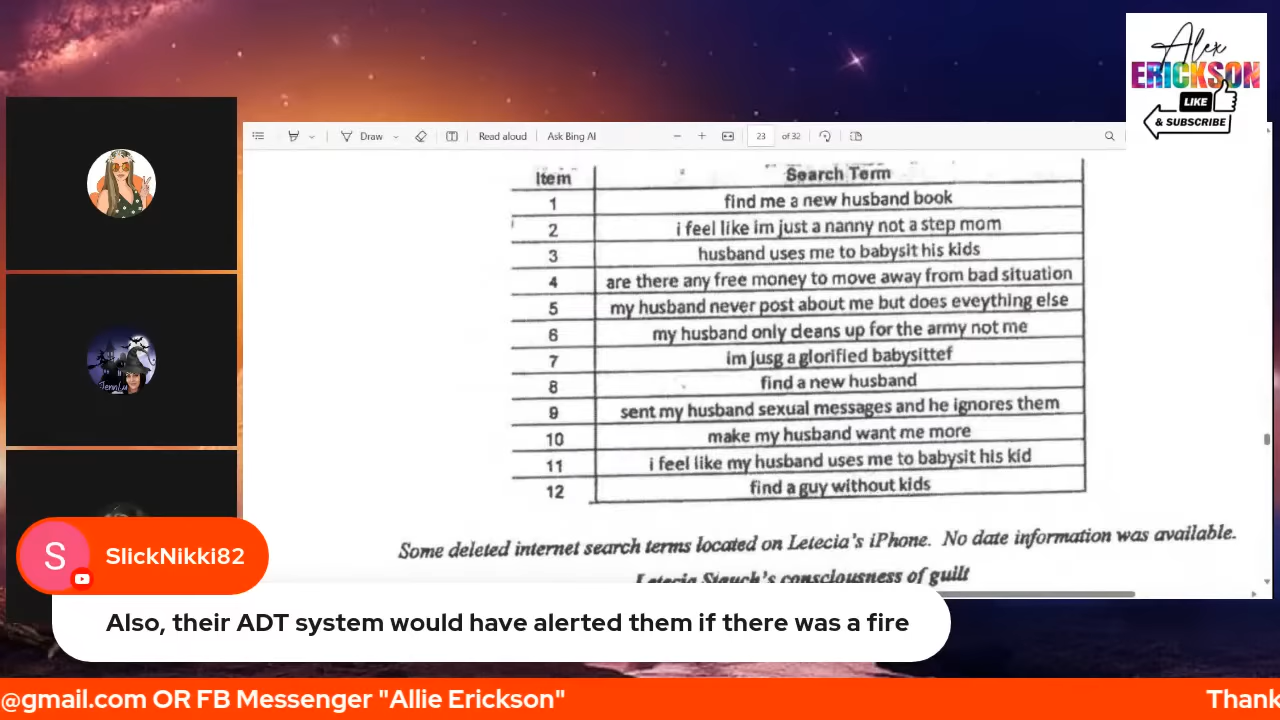 Alex
ERICKSON
LIKE
& SUBSCRIBE
Draw
Read aloud
Ask Bing AI
23
of 32
Item Search Term
1 find me a new husband book
2 i feel like im just a nanny not a step mom
3 husband uses me to babysit his kids
4 are there any free money to move away from bad situation
5 my husband never post about me but does eveything else
6 my husband only cleans up for the army not me
7 im jusg a glorified babysittef
8 find a new husband
9 sent my husband sexual messages and he ignores them
10 make my husband want me more
11 i feel like my husband uses me to babysit his kid
12 find a guy without kids
Some deleted internet search terms located on Letecia's iPhone. No date information was available.
Letecia Stauch's consciousness of guilt
S
SlickNikki82
Also, their ADT system would have alerted them if there was a fire
@gmail.com OR FB Messenger "Allie Erickson"
Thank